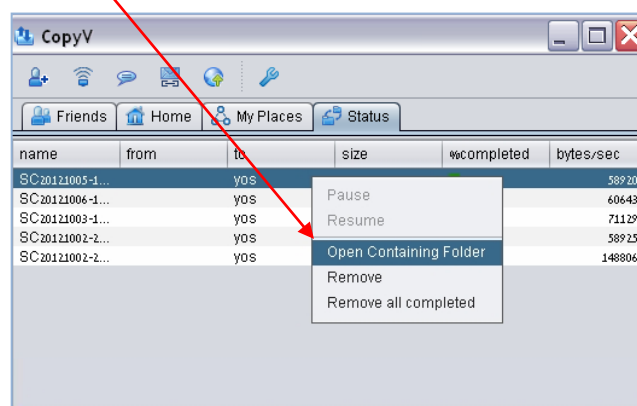 CopyV
Friends Home My Places Status
name from to size %completed bytes/sec
SC20121005-1... yos 58920
SC20121006-1... yos 60643
SC20121003-1... yos 71129
SC20121002-2... yos 58925
SC20121002-2... yos 148806
Pause
Resume
Open Containing Folder
Remove
Remove all completed